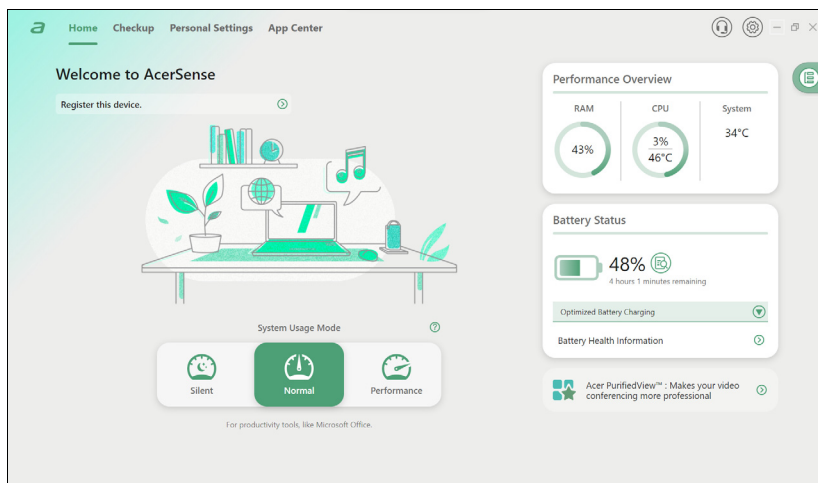 a
Home Checkup Personal Settings App Center
Welcome to AcerSense
Register this device.
System Usage Mode
Silent
Normal
Performance
For productivity tools, like Microsoft Office.
Performance Overview
RAM
CPU
System
43%
3%
46°C
34°C
Battery Status
48%
4 hours 1 minutes remaining
Optimized Battery Charging
Battery Health Information
Acer PurifiedView™ : Makes your video
conferencing more professional